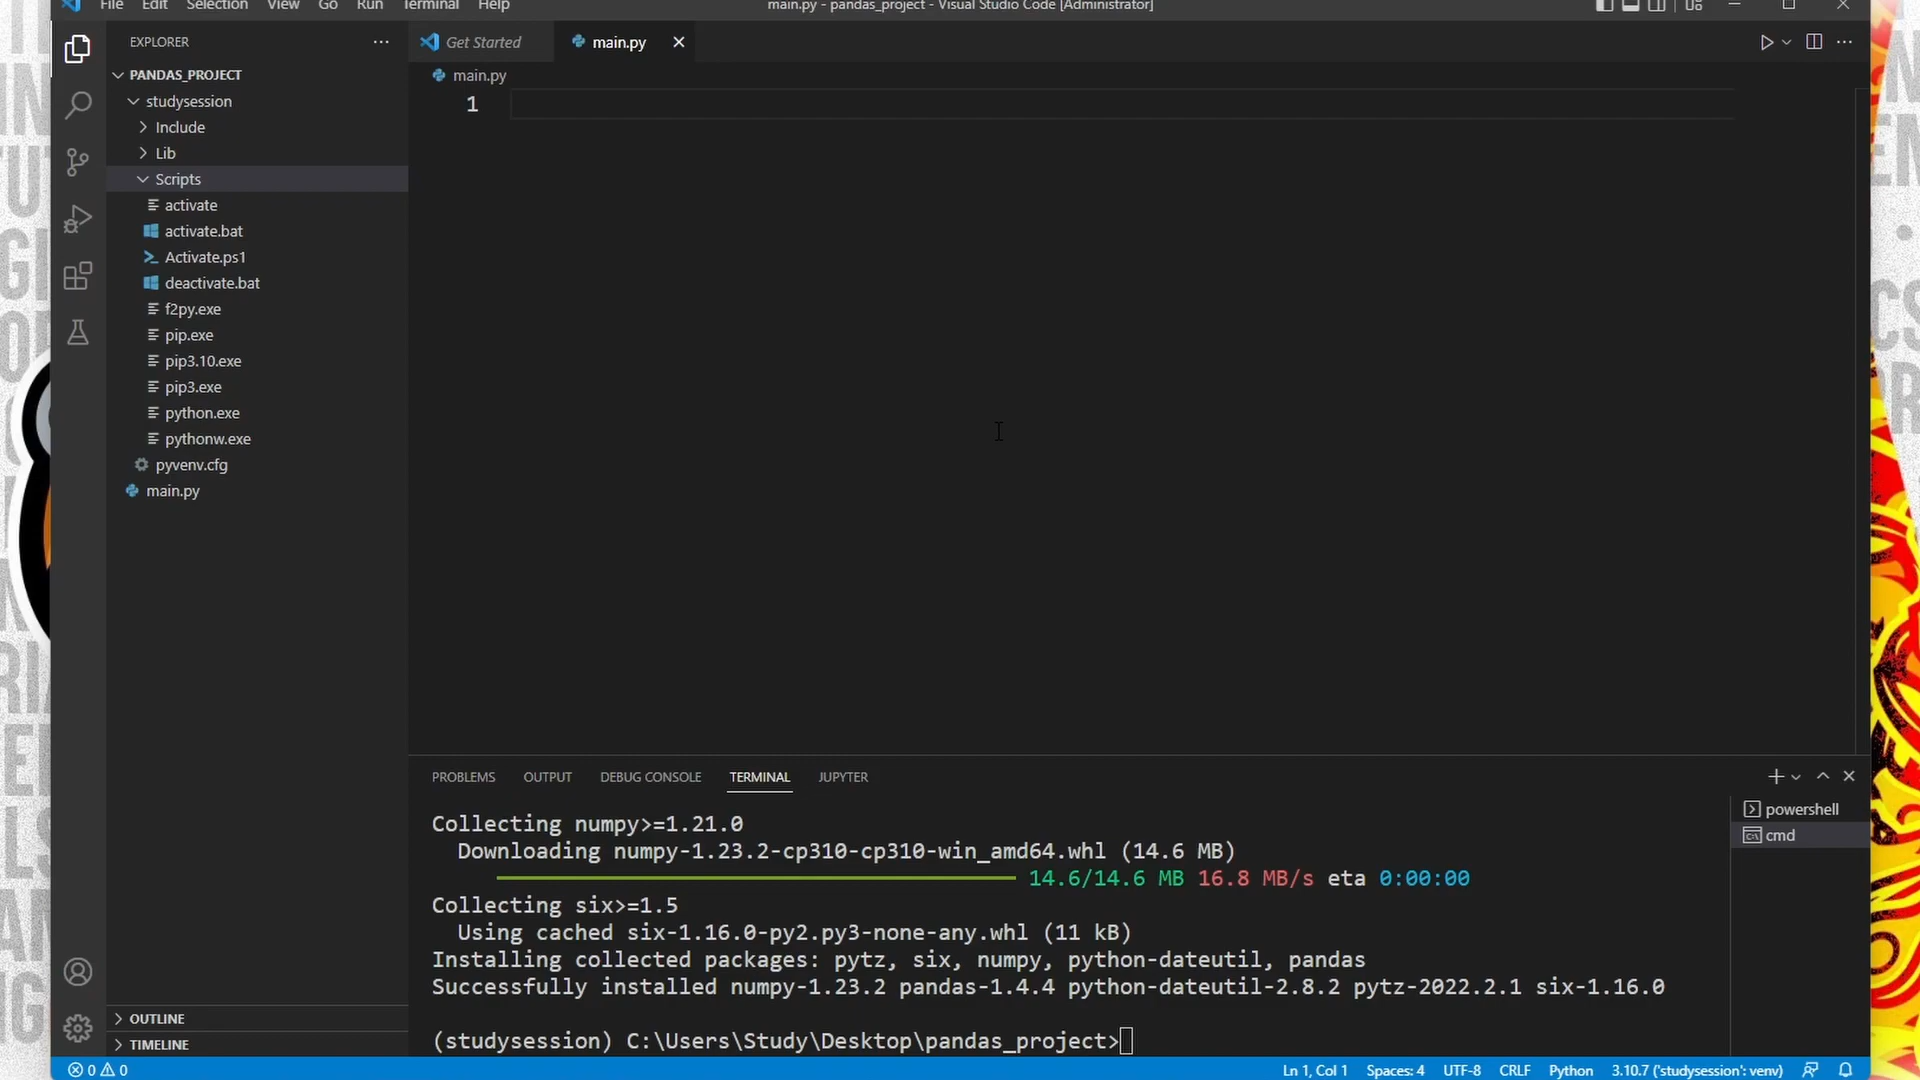 File Edit Selection View Go Run Terminal Help
main.py - pandas_project - Visual Studio Code [Administrator]
EXPLORER
Get Started
main.py
PANDAS_PROJECT
studysession
Include
Lib
Scripts
activate
activate.bat
Activate.ps1
deactivate.bat
f2py.exe
pip.exe
pip3.10.exe
pip3.exe
python.exe
pythonw.exe
pyvenv.cfg
main.py
OUTLINE
TIMELINE
main.py
1
PROBLEMS OUTPUT DEBUG CONSOLE TERMINAL JUPYTER
powershell
cmd
Collecting numpy>=1.21.0
Downloading numpy-1.23.2-cp310-cp310-win_amd64.whl (14.6 MB)
14.6/14.6 MB 16.8 MB/s eta 0:00:00
Collecting six>=1.5
Using cached six-1.16.0-py2.py3-none-any.whl (11 kB)
Installing collected packages: pytz, six, numpy, python-dateutil, pandas
Successfully installed numpy-1.23.2 pandas-1.4.4 python-dateutil-2.8.2 pytz-2022.2.1 six-1.16.0
(studysession) C:\Users\Study\Desktop\pandas_project>
0 0
Ln 1, Col 1 Spaces: 4 UTF-8 CRLF Python 3.10.7 ('studysession': venv)